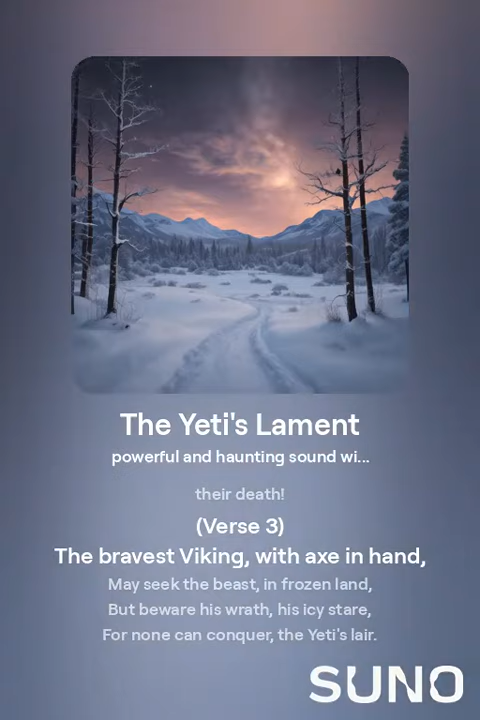 The Yeti's Lament
powerful and haunting sound wi...
their death!
(Verse 3)
The bravest Viking, with axe in hand,
May seek the beast, in frozen land,
But beware his wrath, his icy stare,
For none can conquer, the Yeti's lair.
SUNO